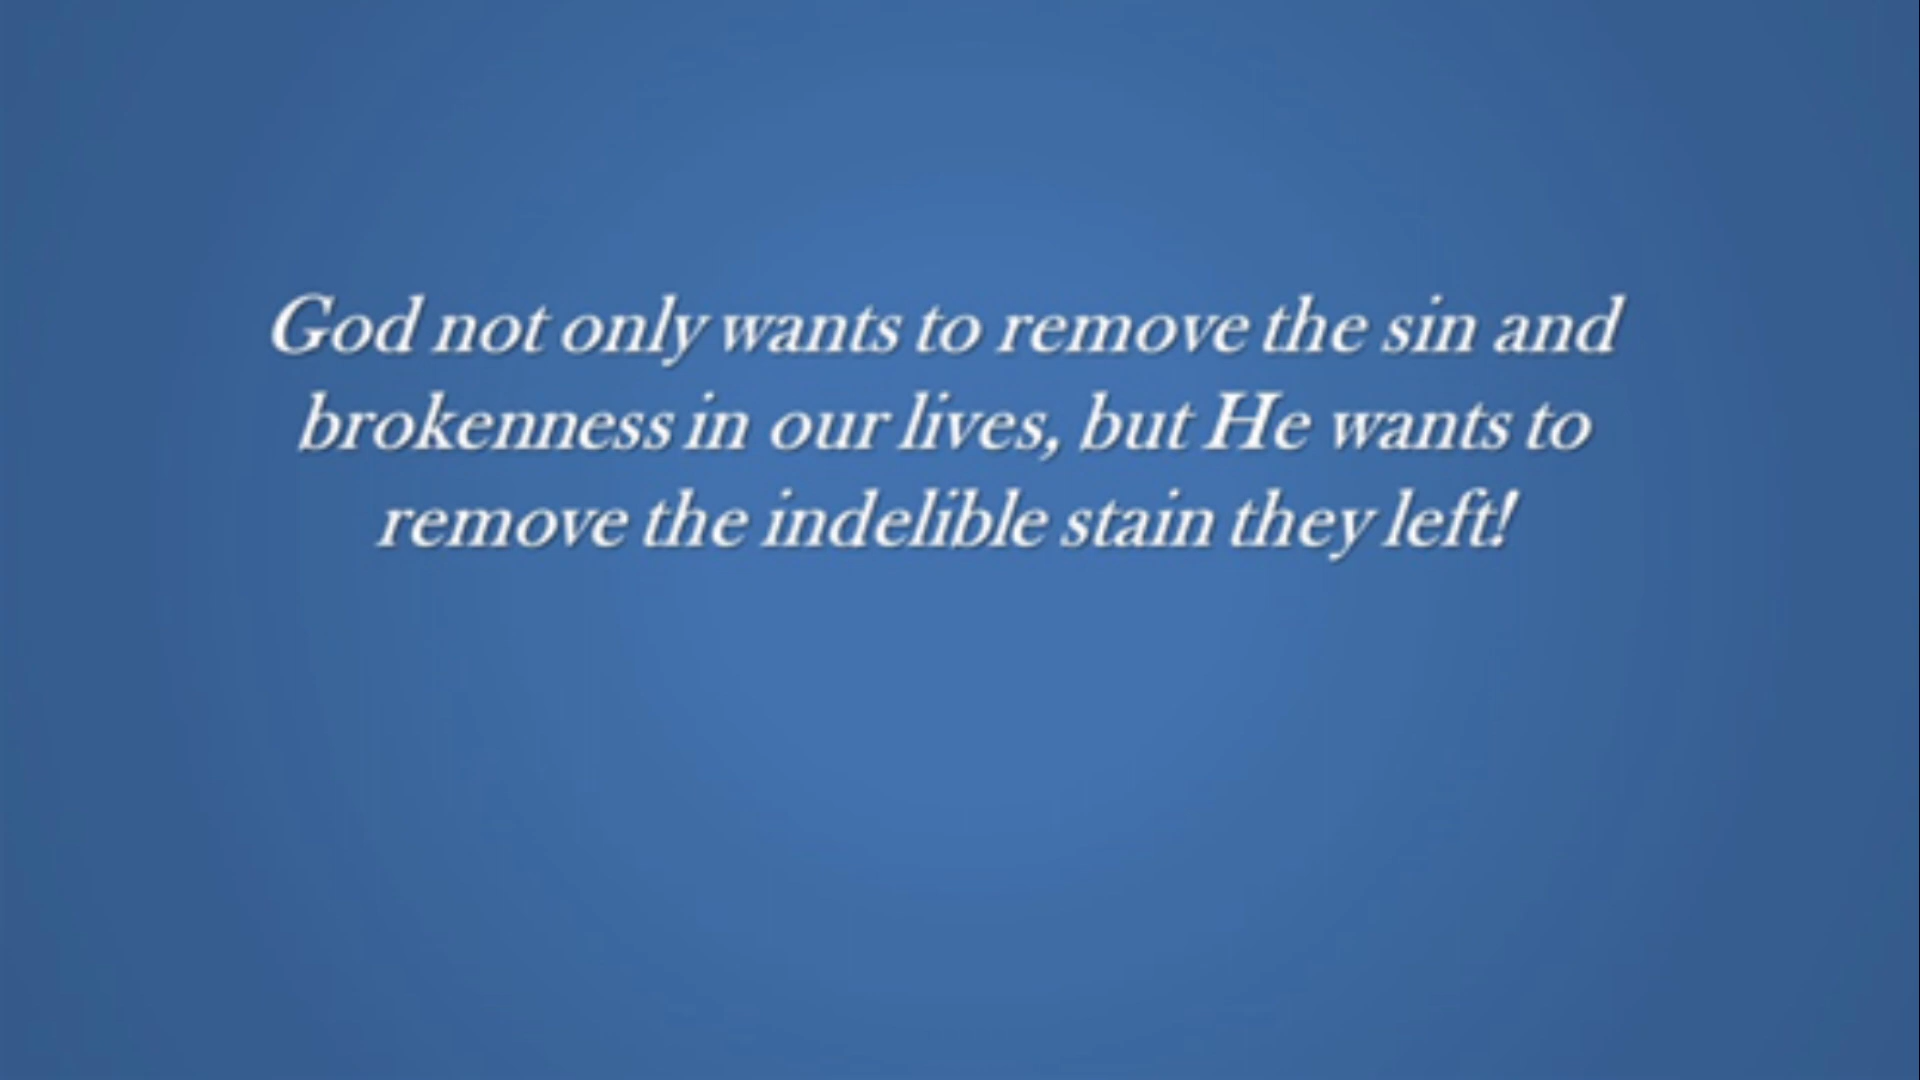 God not only wants to remove the sin and
brokenness in our lives, but He wants to
remove the indelible stain they left!